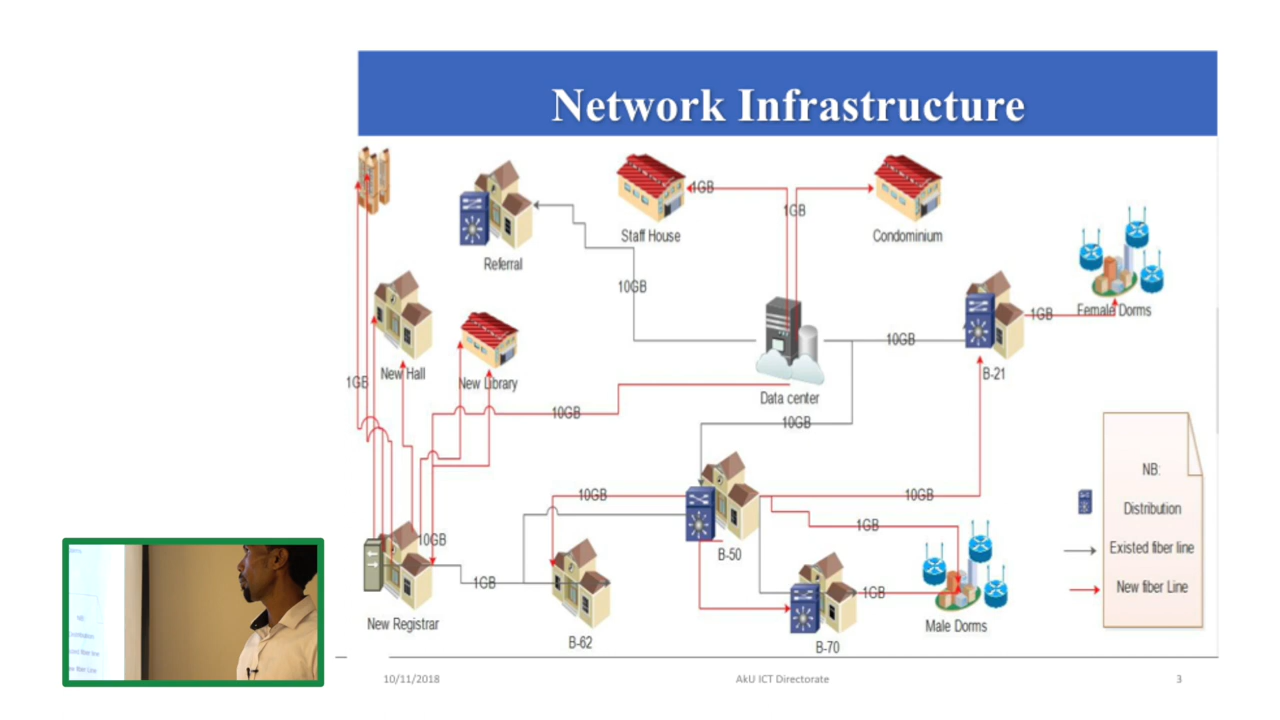 Network Infrastructure
1GB
1GB
Staff House
Condominium
Referral
10GB
1GB
Female Dorms
10GB
B-21
New Hall
1GB
New Library
Data center
10GB
10GB
NB:
Distribution
Existed fiber line
New fiber Line
10GB
10GB
1GB
10GB
B-50
1GB
1GB
New Registrar
B-62
B-70
Male Dorms
10/11/2018
AkU ICT Directorate
3
NB: